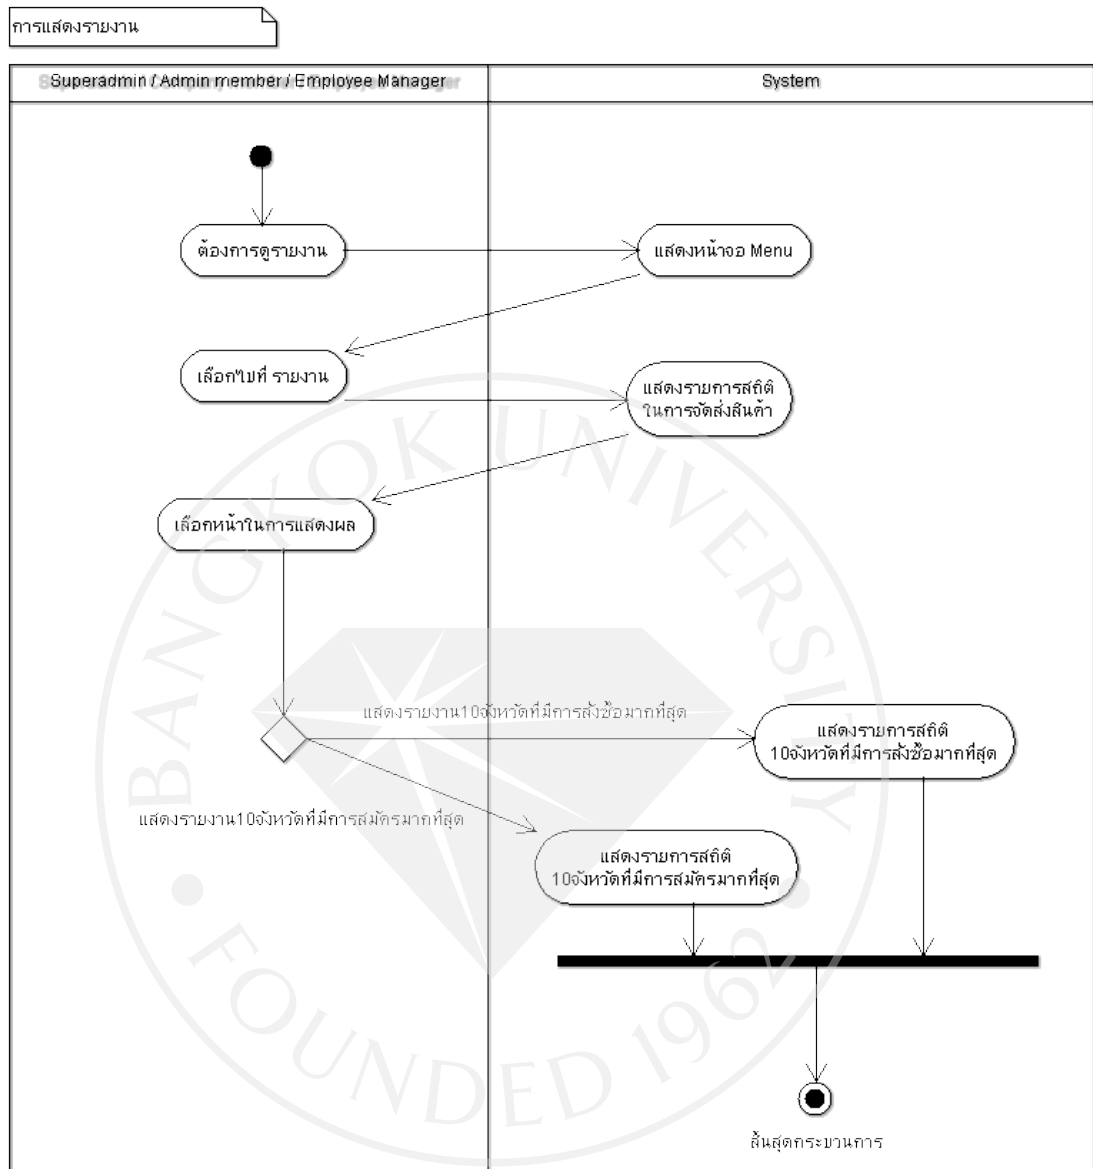 การแสดงรายงาน
Superadmin / Admin member / Employee Manager
System
ต้องการดูรายงาน
แสดงหน้าจอ Menu
เลือกไปที่ รายงาน
แสดงรายการสถิติ
ในการจัดส่งสินค้า
เลือกหน้าในการแสดงผล
แสดงรายงาน10จังหวัดที่มีการสั่งซื้อมากที่สุด
แสดงรายการสถิติ
10จังหวัดที่มีการสั่งซื้อมากที่สุด
แสดงรายงาน10จังหวัดที่มีการสมัครมากที่สุด
แสดงรายการสถิติ
10จังหวัดที่มีการสมัครมากที่สุด
สิ้นสุดกระบวนการ
BANGKOK UNIVERSITY
FOUNDED 1962